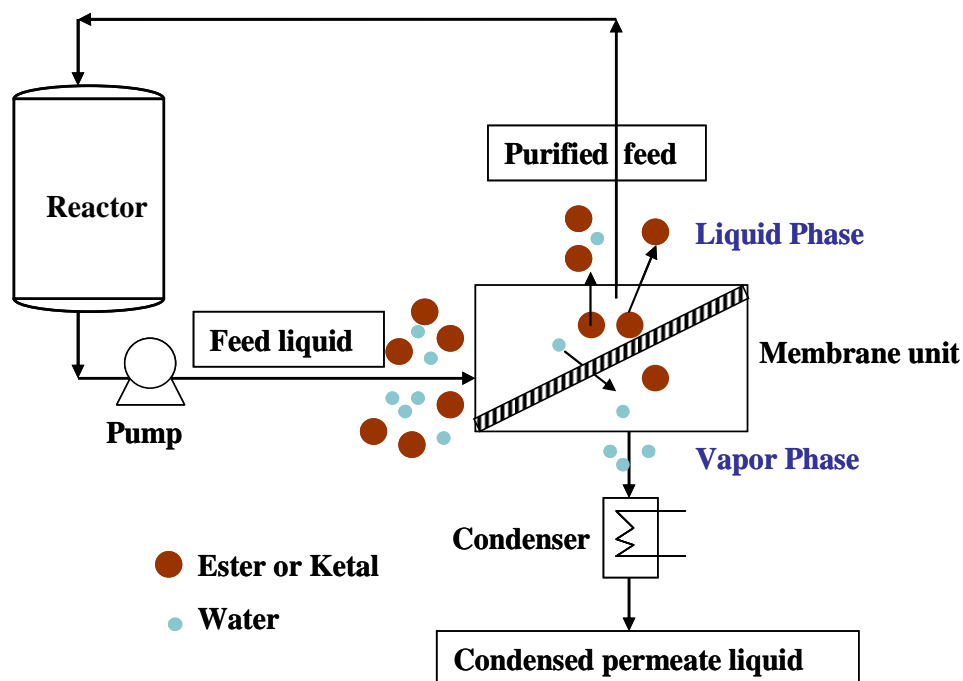 Purified feed
Reactor
Liquid Phase
Feed liquid
Membrane unit
Pump
Vapor Phase
Condenser
Ester or Ketal
Water
Condensed permeate liquid